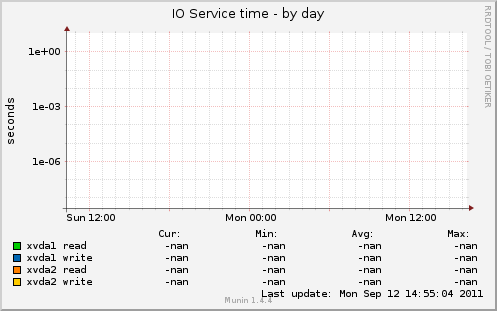 IO Service time - by day
RRDTOOL / TOBI OETIKER
seconds
1e+00
1e-03
1e-06
Sun 12:00 Mon 00:00 Mon 12:00
Cur: Min: Avg: Max:
xvda1 read -nan -nan -nan -nan
xvda1 write -nan -nan -nan -nan
xvda2 read -nan -nan -nan -nan
xvda2 write -nan -nan -nan -nan
Last update: Mon Sep 12 14:55:04 2011
Munin 1.4.4